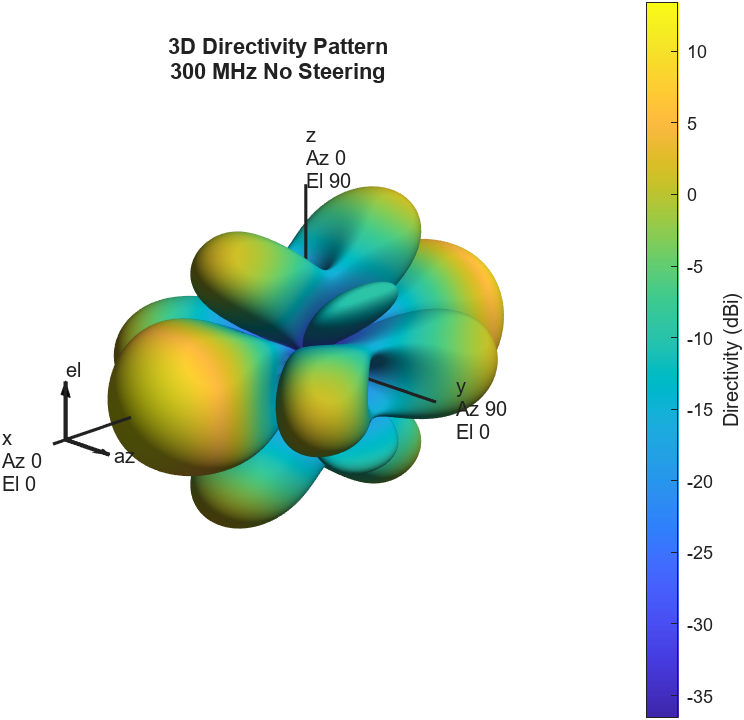 3D Directivity Pattern
300 MHz No Steering
z
Az 0
El 90
el
x
Az 0
El 0
az
y
Az 90
El 0
10
5
0
-5
-10
-15
-20
-25
-30
-35
Directivity (dBi)